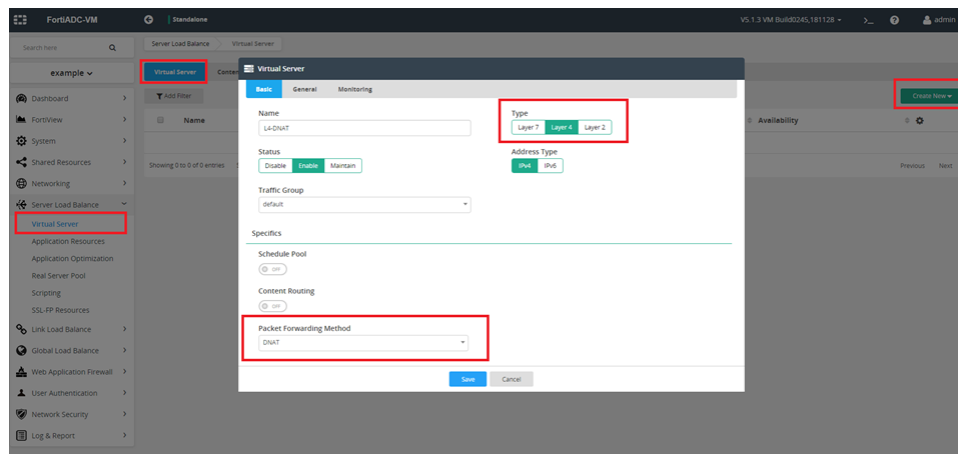 FortiADC-VM
Standalone
V5.1.3 VM Build0245,181128
>_
admin
Search here
Server Load Balance
Virtual Server
example
Virtual Server
Conten
Add Filter
Create New
Name
Availability
Showing 0 to 0 of 0 entries
Previous
Next
Dashboard
FortiView
System
Shared Resources
Networking
Server Load Balance
Virtual Server
Application Resources
Application Optimization
Real Server Pool
Scripting
SSL-FP Resources
Link Load Balance
Global Load Balance
Web Application Firewall
User Authentication
Network Security
Log & Report
Virtual Server
Basic
General
Monitoring
Name
L4-DNAT
Type
Layer 7
Layer 4
Layer 2
Status
Disable
Enable
Maintain
Address Type
IPv4
IPv6
Traffic Group
default
Specifics
Schedule Pool
OFF
Content Routing
OFF
Packet Forwarding Method
DNAT
Save
Cancel